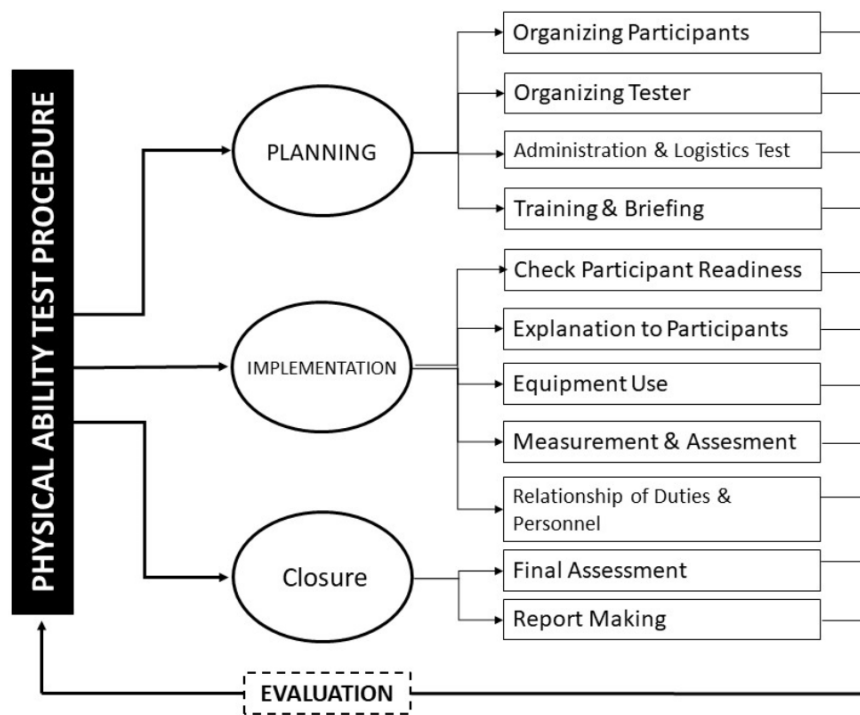 PHYSICAL ABILITY TEST PROCEDURE
PLANNING
Organizing Participants
Organizing Tester
Administration & Logistics Test
Training & Briefing
IMPLEMENTATION
Check Participant Readiness
Explanation to Participants
Equipment Use
Measurement & Assesment
Relationship of Duties &
Personnel
Closure
Final Assessment
Report Making
EVALUATION